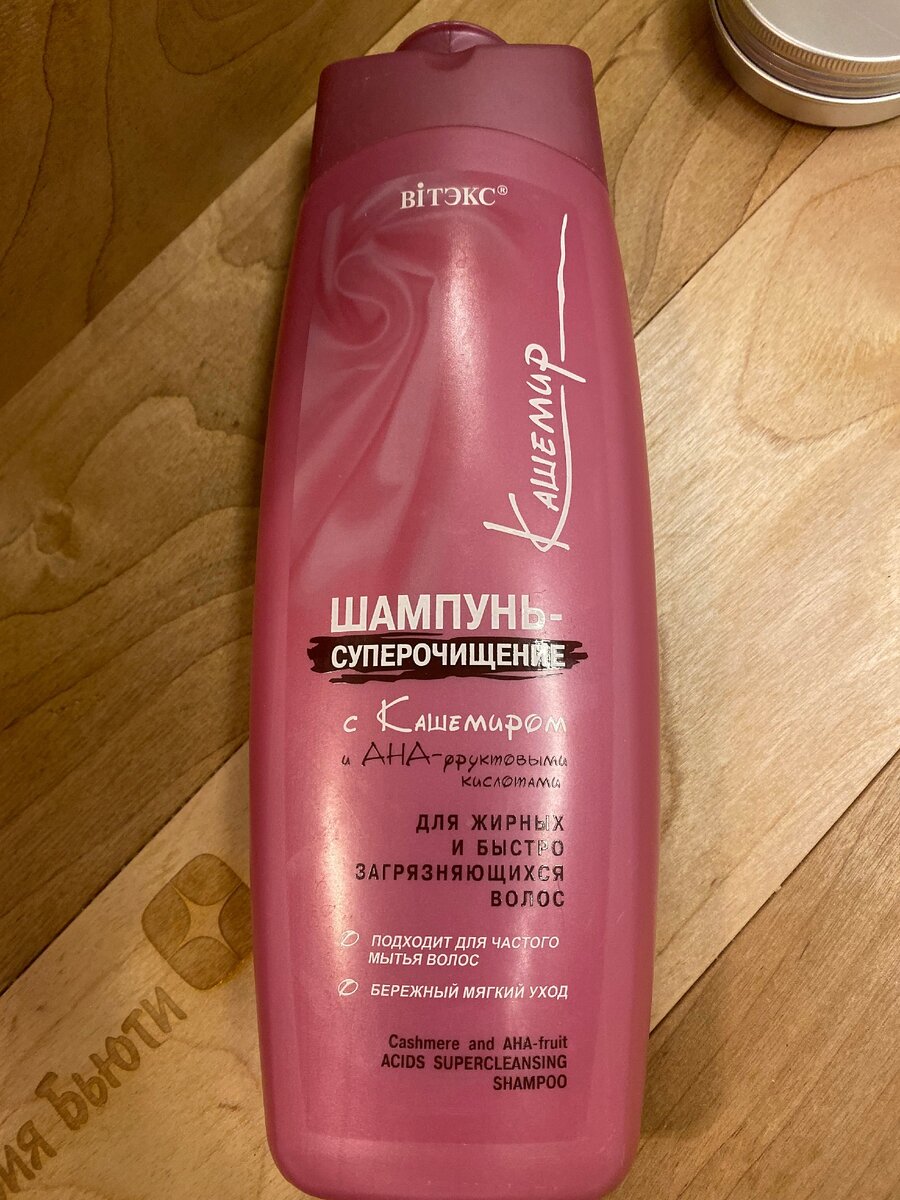 ВiТЭКС®
Кашемир
ШАМПУНЬ-
СУПЕРОЧИЩЕНИЕ
с Кашемиром
и АНА-фруктовыми
кислотами
ДЛЯ ЖИРНЫХ
И БЫСТРО
ЗАГРЯЗНЯЮЩИХСЯ
ВОЛОС
ПОДХОДИТ ДЛЯ ЧАСТОГО
МЫТЬЯ ВОЛОС
БЕРЕЖНЫЙ МЯГКИЙ УХОД
Cashmere and AHA-fruit
ACIDS SUPERCLEANSING
SHAMPOO
Бьюти